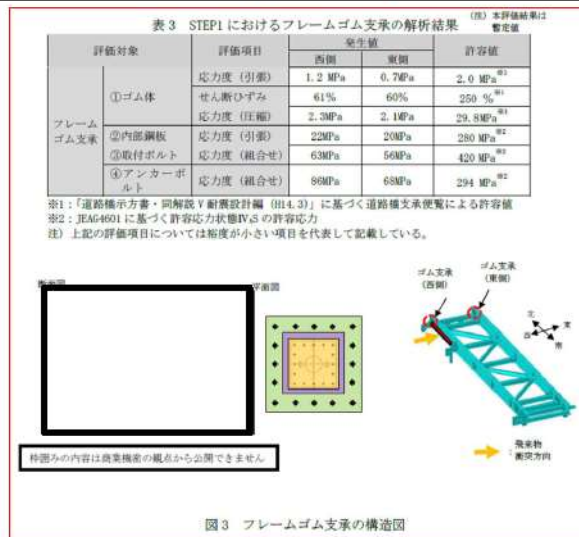 表3 STEP1におけるフレームゴム支承の解析結果
(注) 本評価結果は
暫定値
評価対象 評価項目 発生値 許容値
西側 東側
フレームゴム支承 ①ゴム体 応力度(引張) 1.2 MPa 0.7MPa 2.0 MPa※1
せん断ひずみ 61% 60% 250 %※1
応力度(圧縮) 2.3MPa 2.1MPa 29.8MPa※1
②内部鋼板 応力度(引張) 22MPa 20MPa 280 MPa※2
③取付ボルト 応力度(組合せ) 63MPa 56MPa 420 MPa※2
④アンカーボルト 応力度(組合せ) 86MPa 68MPa 294 MPa※2
※1:「道路橋示方書・同解説Ⅴ耐震設計編(H14.3)」に基づく道路橋支承便覧による許容値
※2:JEAG4601に基づく許容応力状態ⅣASの許容応力
注)上記の評価項目については裕度が小さい項目を代表して記載している。
平面図
ゴム支承
(西側)
ゴム支承
(東側)
北
東
西
南
飛来物
衝突方向
枠囲みの内容は商業機密の観点から公開できません
図3 フレームゴム支承の構造図